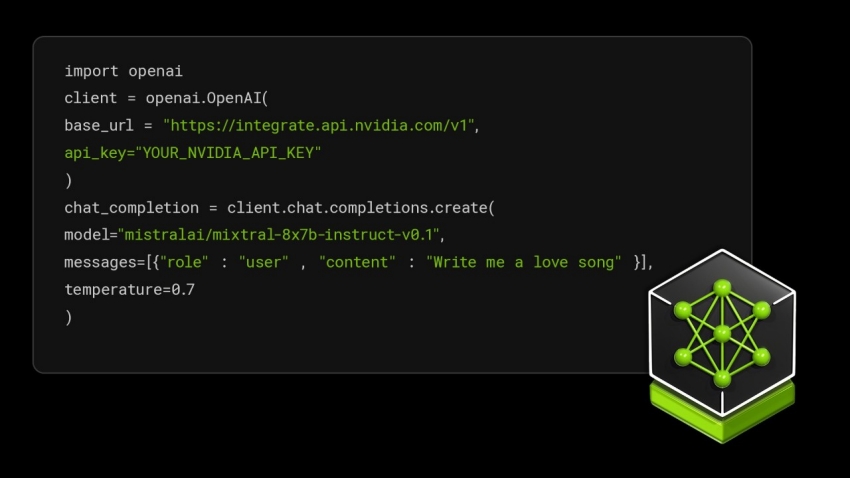 import openai
client = openai.OpenAI(
base_url = "https://integrate.api.nvidia.com/v1",
api_key="YOUR_NVIDIA_API_KEY"
)
chat_completion = client.chat.completions.create(
model="mistralai/mixtral-8x7b-instruct-v0.1",
messages=[{"role" : "user" , "content" : "Write me a love song" }],
temperature=0.7
)